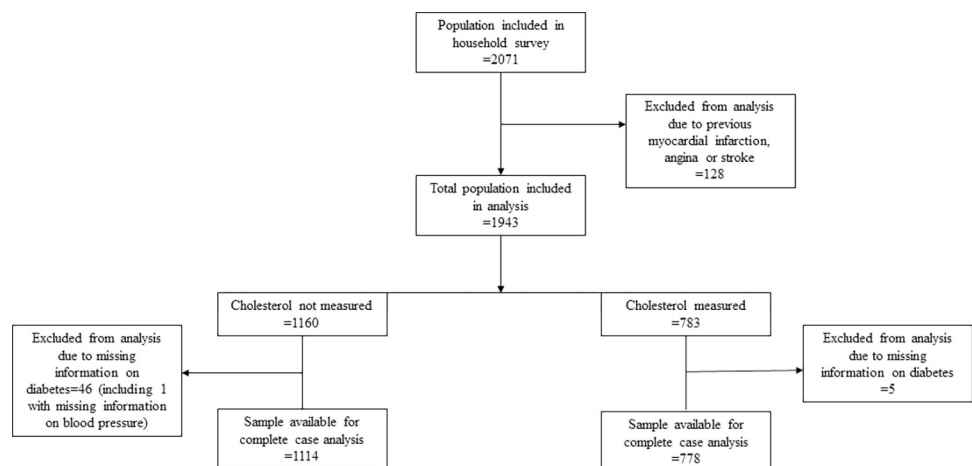 Population included in
household survey
=2071
Excluded from analysis
due to previous
myocardial infarction,
angina or stroke
=128
Total population included
in analysis
=1943
Cholesterol not measured
=1160
Cholesterol measured
=783
Excluded from analysis
due to missing
information on
diabetes=46 (including 1
with missing information
on blood pressure)
Excluded from analysis
due to missing
information on diabetes
=5
Sample available for
complete case analysis
=1114
Sample available for
complete case analysis
=778